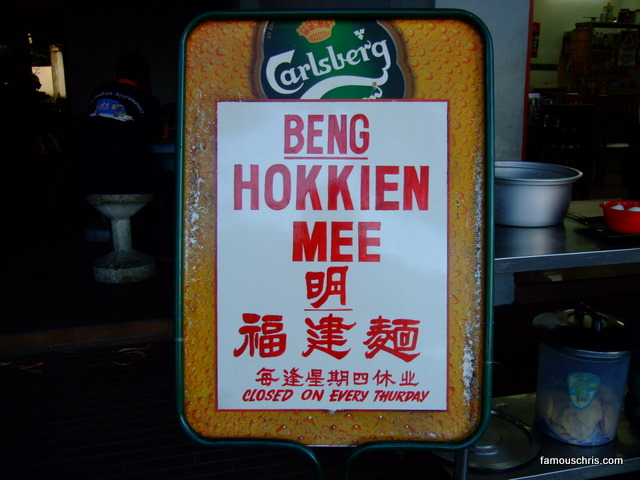 Carlsberg
BENG
HOKKIEN
MEE
明
福建麵
每逢星期四休业
CLOSED ON EVERY THURDAY
famouschris.com